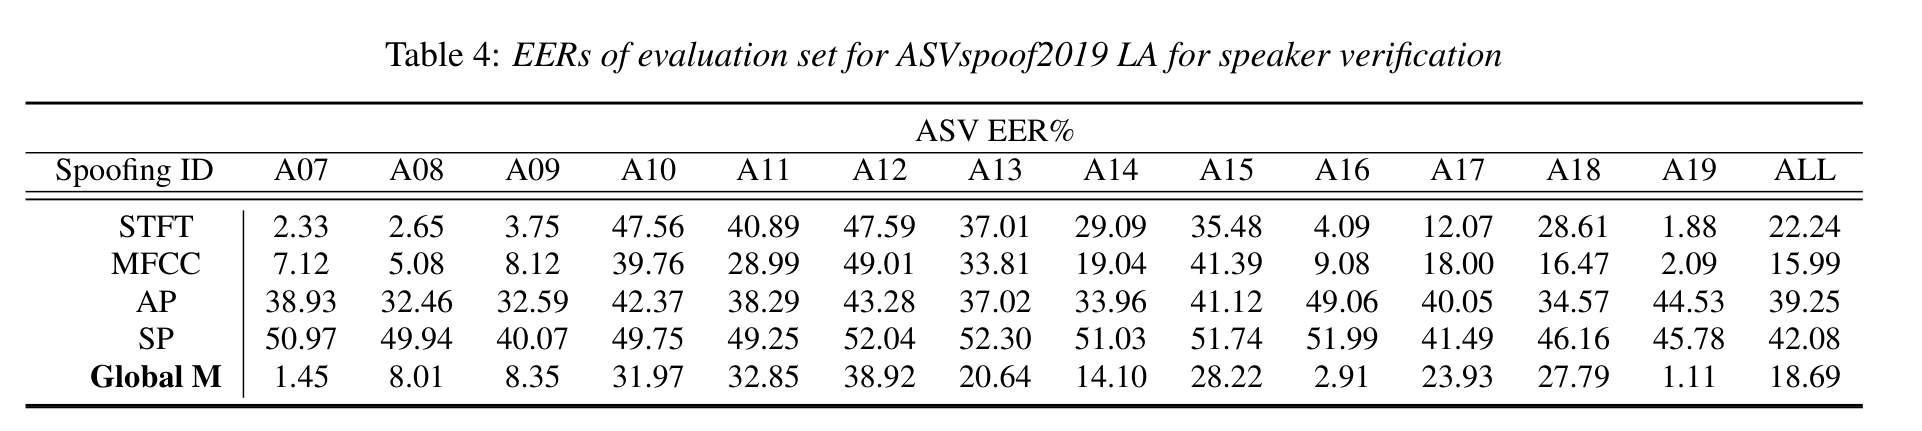 Table 4: EERs of evaluation set for ASVspoof2019 LA for speaker verification
ASV EER%
Spoofing ID A07 A08 A09 A10 A11 A12 A13 A14 A15 A16 A17 A18 A19 ALL
STFT 2.33 2.65 3.75 47.56 40.89 47.59 37.01 29.09 35.48 4.09 12.07 28.61 1.88 22.24
MFCC 7.12 5.08 8.12 39.76 28.99 49.01 33.81 19.04 41.39 9.08 18.00 16.47 2.09 15.99
AP 38.93 32.46 32.59 42.37 38.29 43.28 37.02 33.96 41.12 49.06 40.05 34.57 44.53 39.25
SP 50.97 49.94 40.07 49.75 49.25 52.04 52.30 51.03 51.74 51.99 41.49 46.16 45.78 42.08
Global M 1.45 8.01 8.35 31.97 32.85 38.92 20.64 14.10 28.22 2.91 23.93 27.79 1.11 18.69